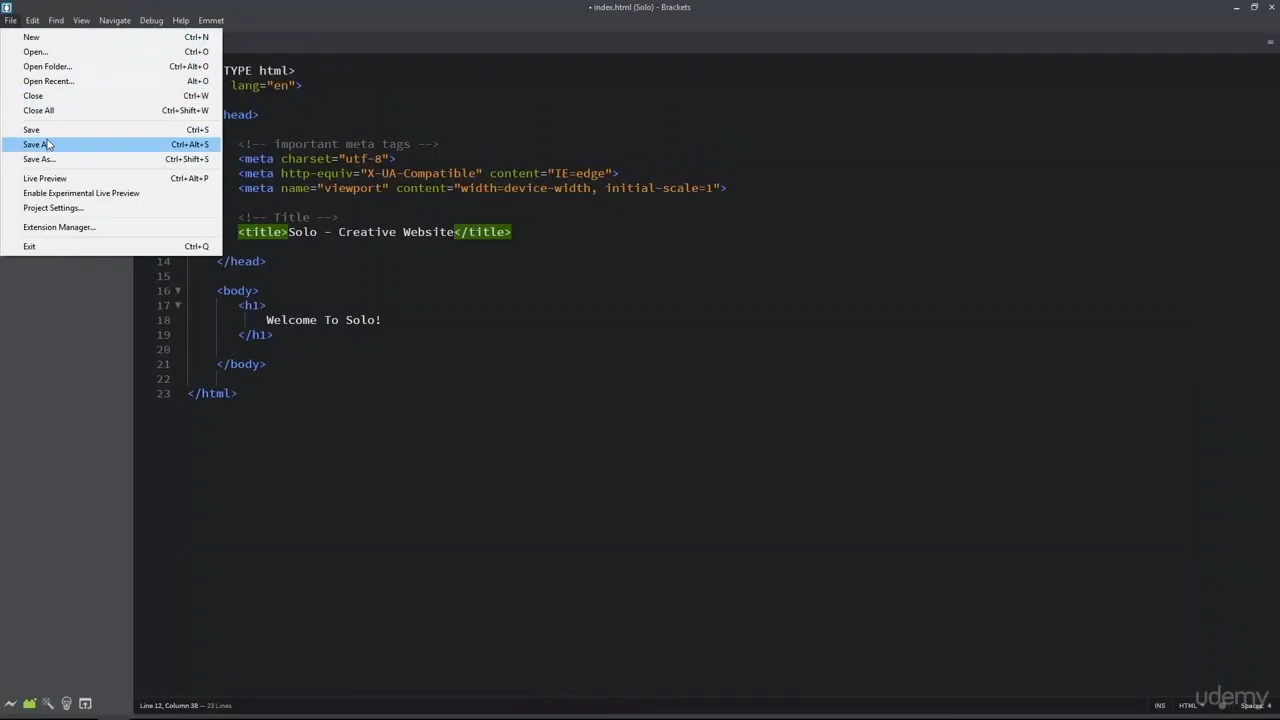 • index.html (Solo) - Brackets
File Edit Find View Navigate Debug Help Emmet
New Ctrl+N
Open... Ctrl+O
Open Folder... Ctrl+Alt+O
Open Recent... Alt+O
Close Ctrl+W
Close All Ctrl+Shift+W
Save Ctrl+S
Save A Ctrl+Alt+S
Save As... Ctrl+Shift+S
Live Preview Ctrl+Alt+P
Enable Experimental Live Preview
Project Settings...
Extension Manager...
Exit Ctrl+Q
TYPE html>
lang="en">
head>
<!-- important meta tags -->
<meta charset="utf-8">
<meta http-equiv="X-UA-Compatible" content="IE=edge">
<meta name="viewport" content="width=device-width, initial-scale=1">
<!-- Title -->
<title>Solo - Creative Website</title>
14 </head>
15
16 <body>
17 <h1>
18 Welcome To Solo!
19 </h1>
20
21 </body>
22
23 </html>
Line 12, Column 38 — 23 Lines
INS HTML Spaces: 4
udemy